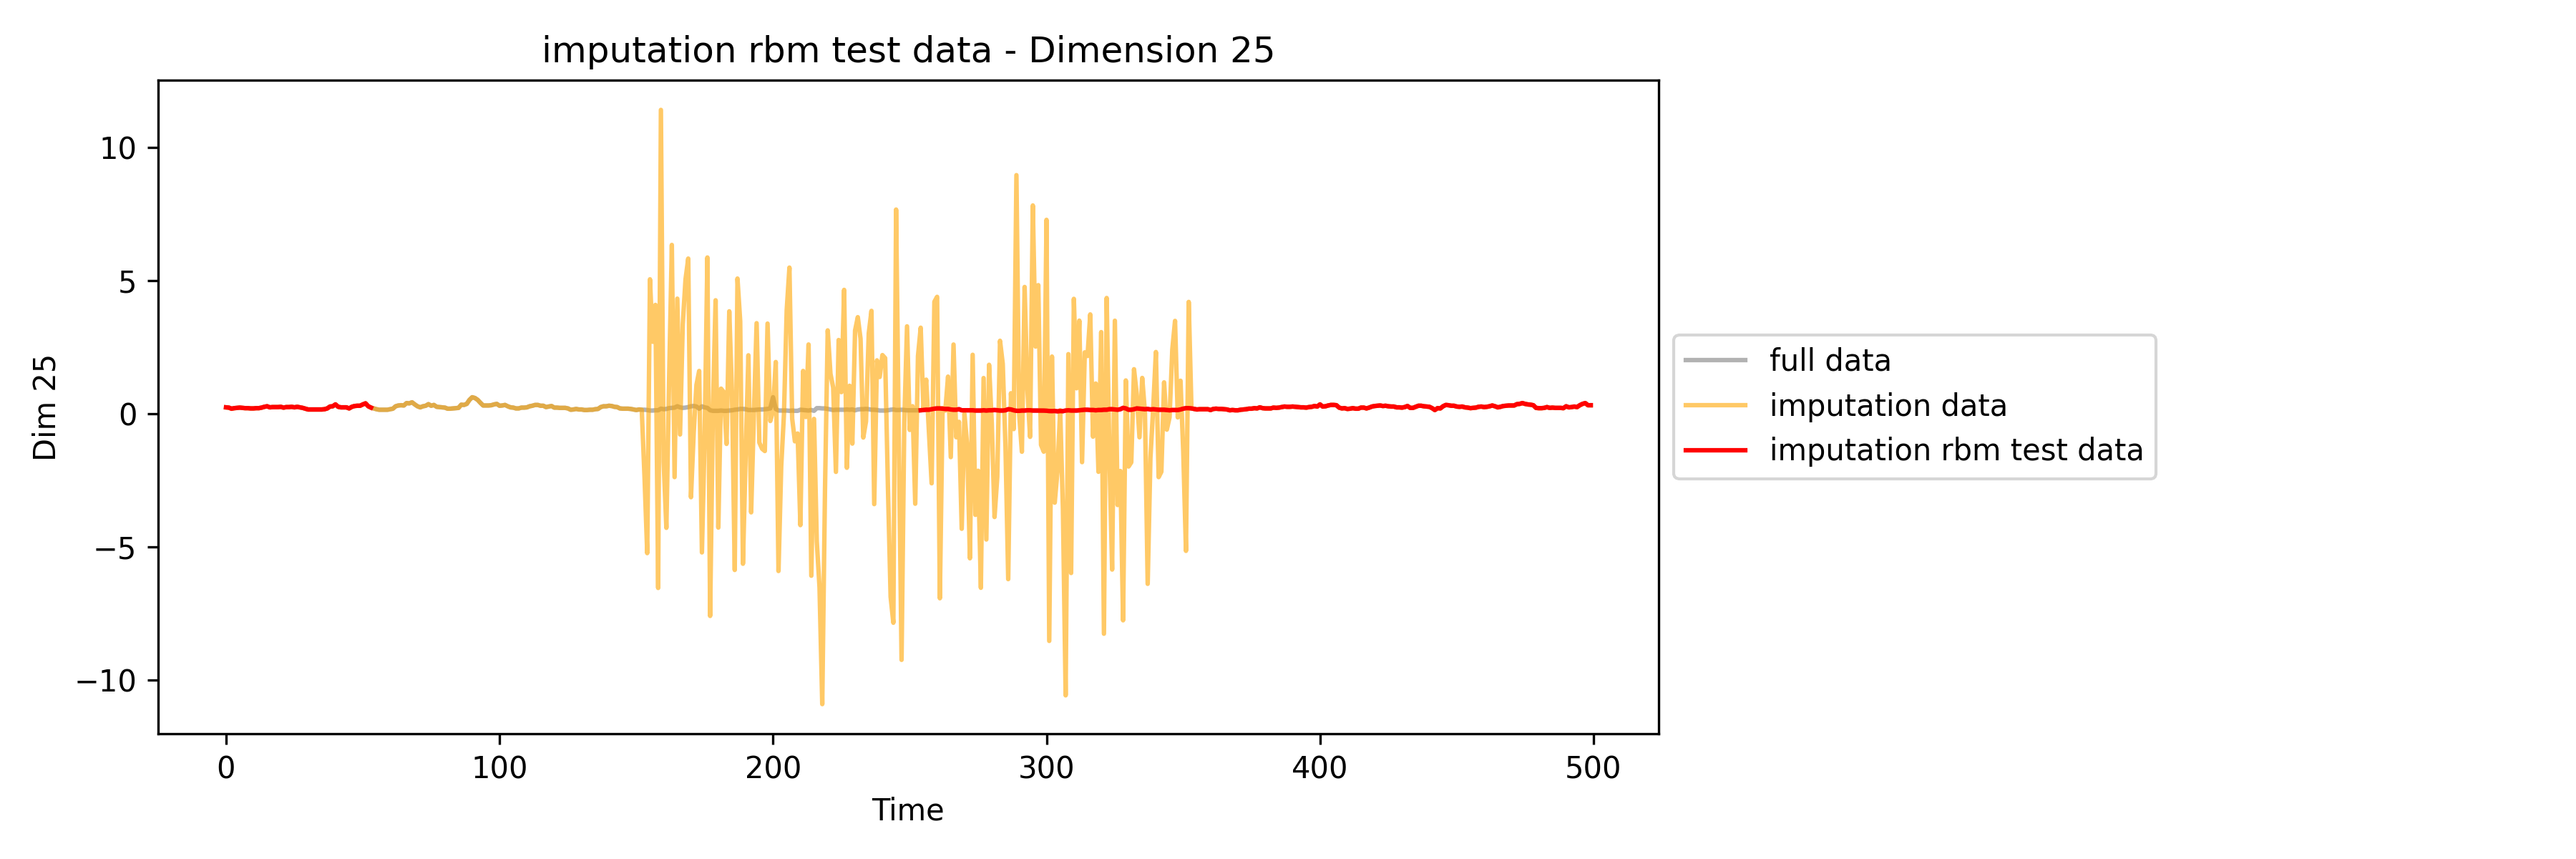 imputation rbm test data - Dimension 25
10
5
0
−5
−10
Dim 25
0
100
200
300
400
500
Time
full data
imputation data
imputation rbm test data